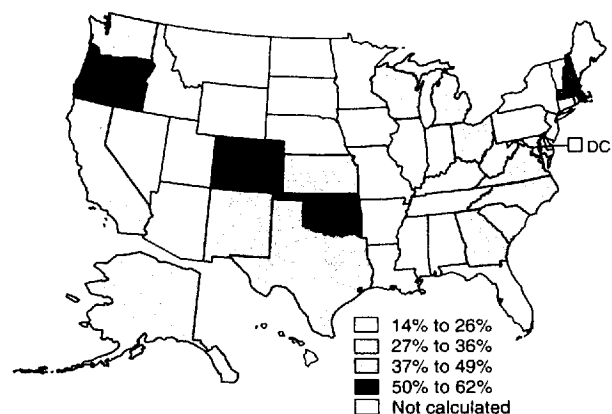 DC
14% to 26%
27% to 36%
37% to 49%
50% to 62%
Not calculated